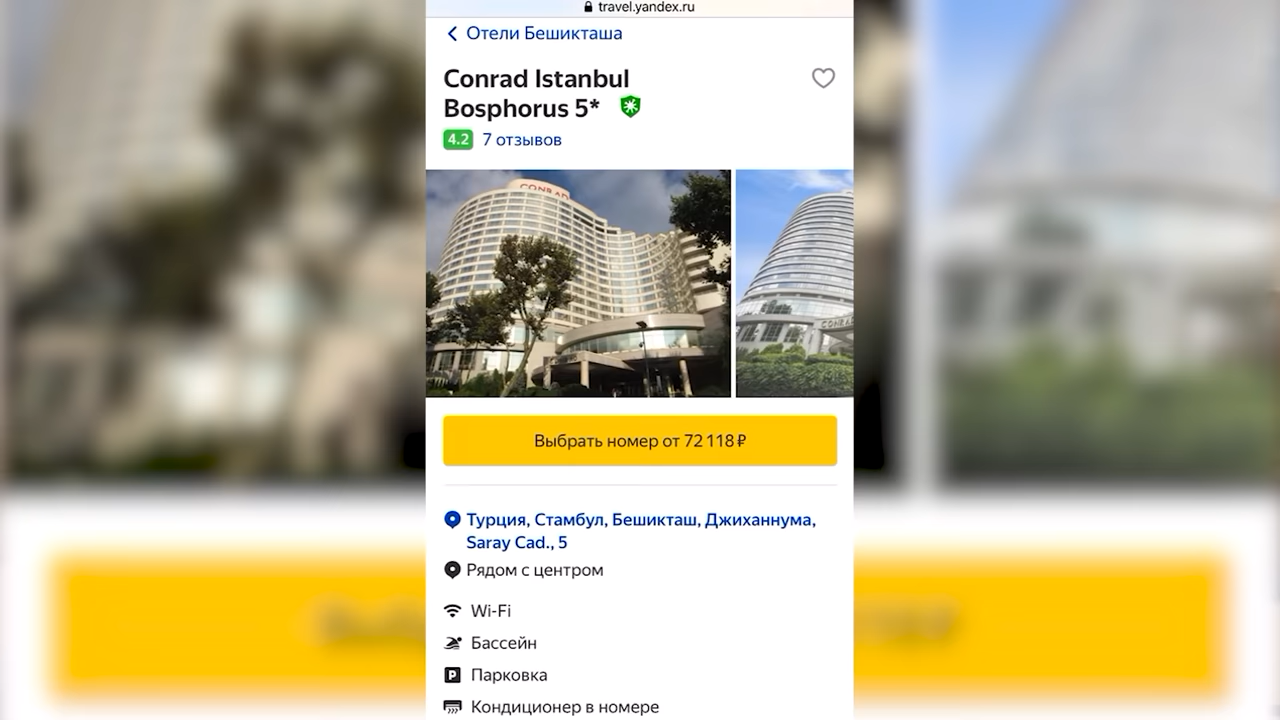 travel.yandex.ru
Отели Бешикташа
Conrad Istanbul
Bosphorus 5*
4.2 7 отзывов
CONRAD
CONRAD
Выбрать номер от 72 118 ₽
Турция, Стамбул, Бешикташ, Джиханнума,
Saray Cad., 5
Рядом с центром
Wi-Fi
Бассейн
P Парковка
Кондиционер в номере